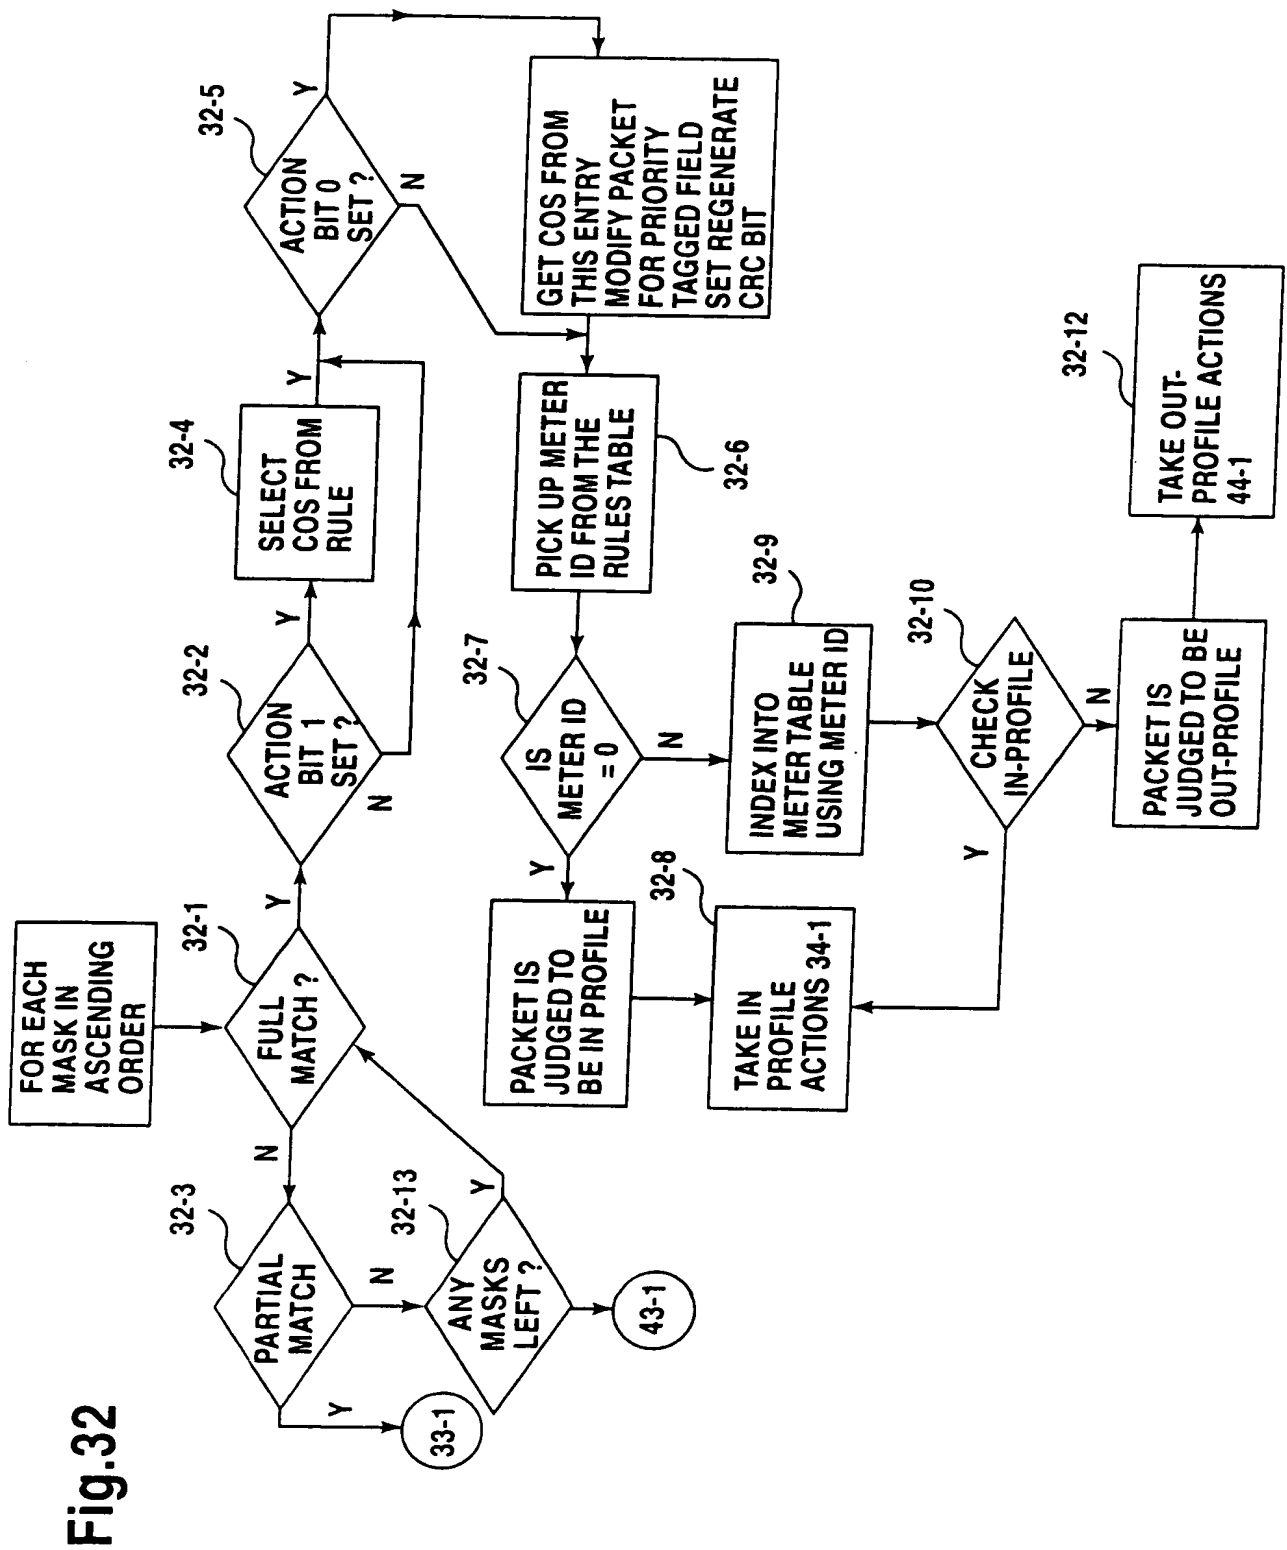 Fig.32
FOR EACH
MASK IN
ASCENDING
ORDER
32-1
FULL
MATCH ?
Y
N
32-2
ACTION
BIT 1
SET ?
Y
N
32-4
SELECT
COS FROM
RULE
Y
32-5
ACTION
BIT 0
SET ?
Y
N
GET COS FROM
THIS ENTRY
MODIFY PACKET
FOR PRIORITY
TAGGED FIELD
SET REGENERATE
CRC BIT
32-3
PARTIAL
MATCH
Y
N
33-1
32-13
ANY
MASKS
LEFT ?
Y
43-1
PICK UP METER
ID FROM THE
RULES TABLE
32-6
32-7
IS
METER ID
= 0
Y
N
PACKET IS
JUDGED TO
BE IN PROFILE
32-8
TAKE IN
PROFILE
ACTIONS 34-1
32-9
INDEX INTO
METER TABLE
USING METER ID
32-10
CHECK
IN-PROFILE
Y
N
PACKET IS
JUDGED TO BE
OUT-PROFILE
32-12
TAKE OUT-
PROFILE ACTIONS
44-1